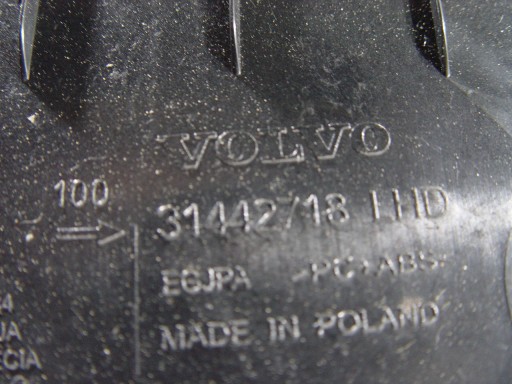 VOLVO
100
31442718 LHD
EGJPA >PC+ABS<
MADE IN POLAND